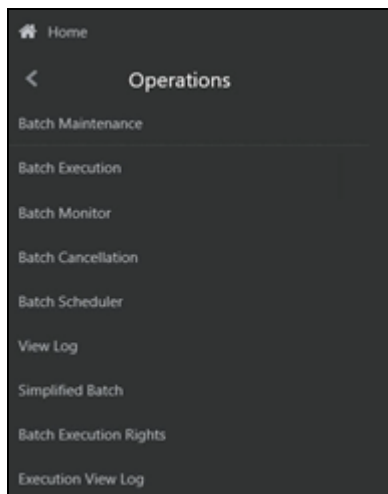 Home
Operations
Batch Maintenance
Batch Execution
Batch Monitor
Batch Cancellation
Batch Scheduler
View Log
Simplified Batch
Batch Execution Rights
Execution View Log